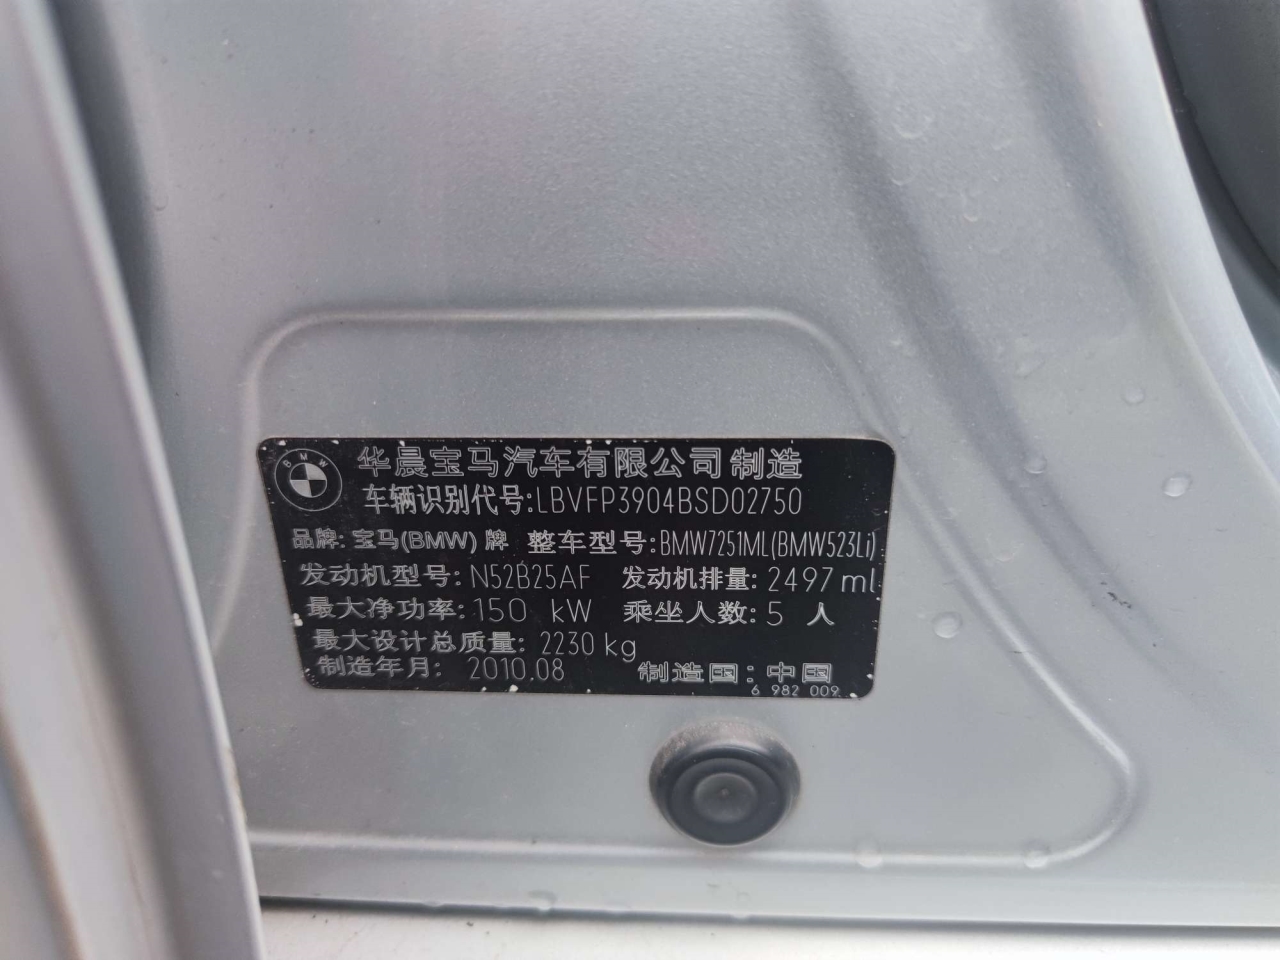 BMW
华晨宝马汽车有限公司制造
车辆识别代号:LBVFP3904BSD02750
品牌: 宝马(BMW) 牌 整车型号:BMW7251ML(BMW523Li)
发动机型号: N52B25AF 发动机排量: 2497ml
最大净功率: 150 kW 乘坐人数: 5 人
最大设计总质量: 2230kg
制造年月: 2010.08 制造国: 中国
6 982 009